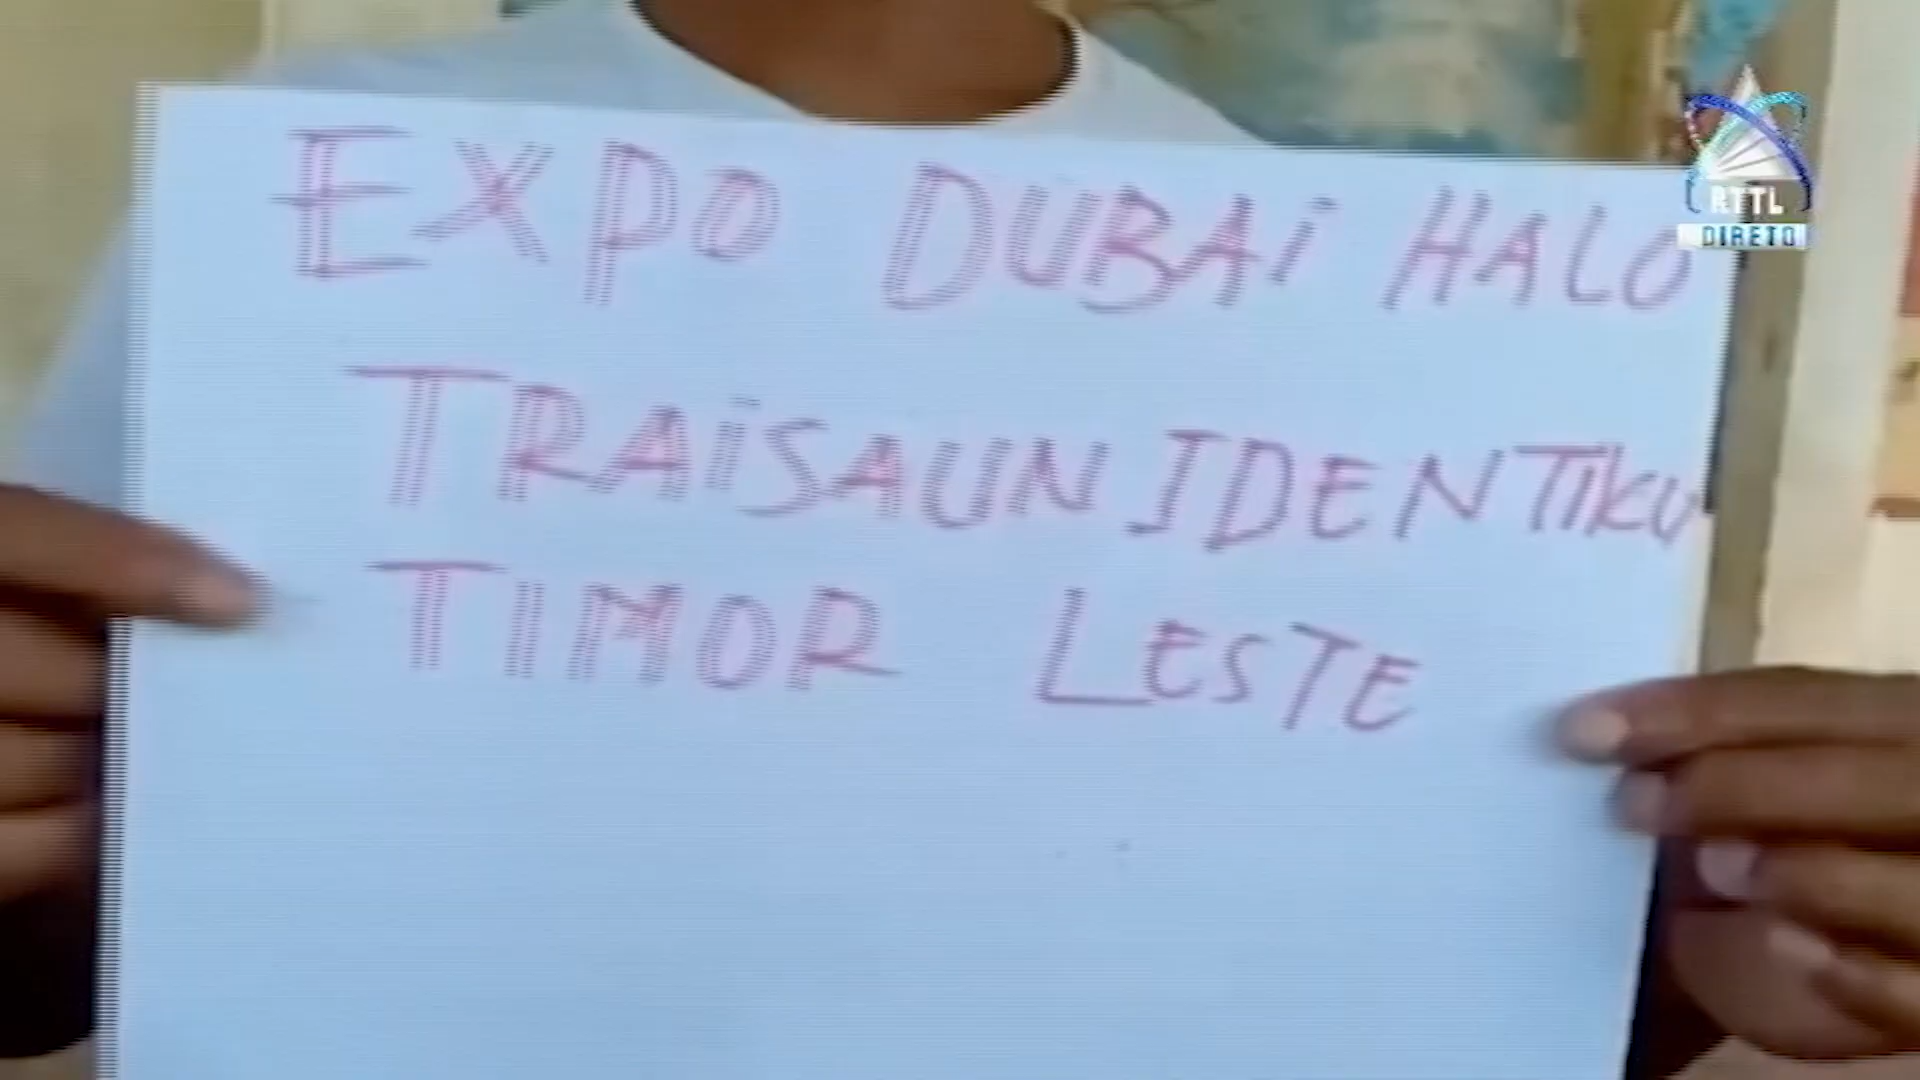 EXPO DUBAI HALO
TRAISAUN IDENTIKU
TIMOR LESTE
RTTL
DIRETO